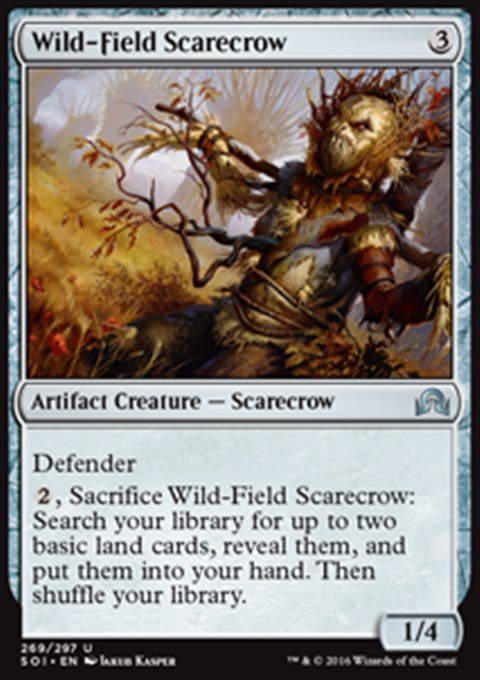 Wild-Field Scarecrow 3
Artifact Creature — Scarecrow
Defender
2, Sacrifice Wild-Field Scarecrow:
Search your library for up to two
basic land cards, reveal them, and
put them into your hand. Then
shuffle your library.
1/4
269/297 U
SOI • EN Jakub Kasper
™ & © 2016 Wizards of the Coast